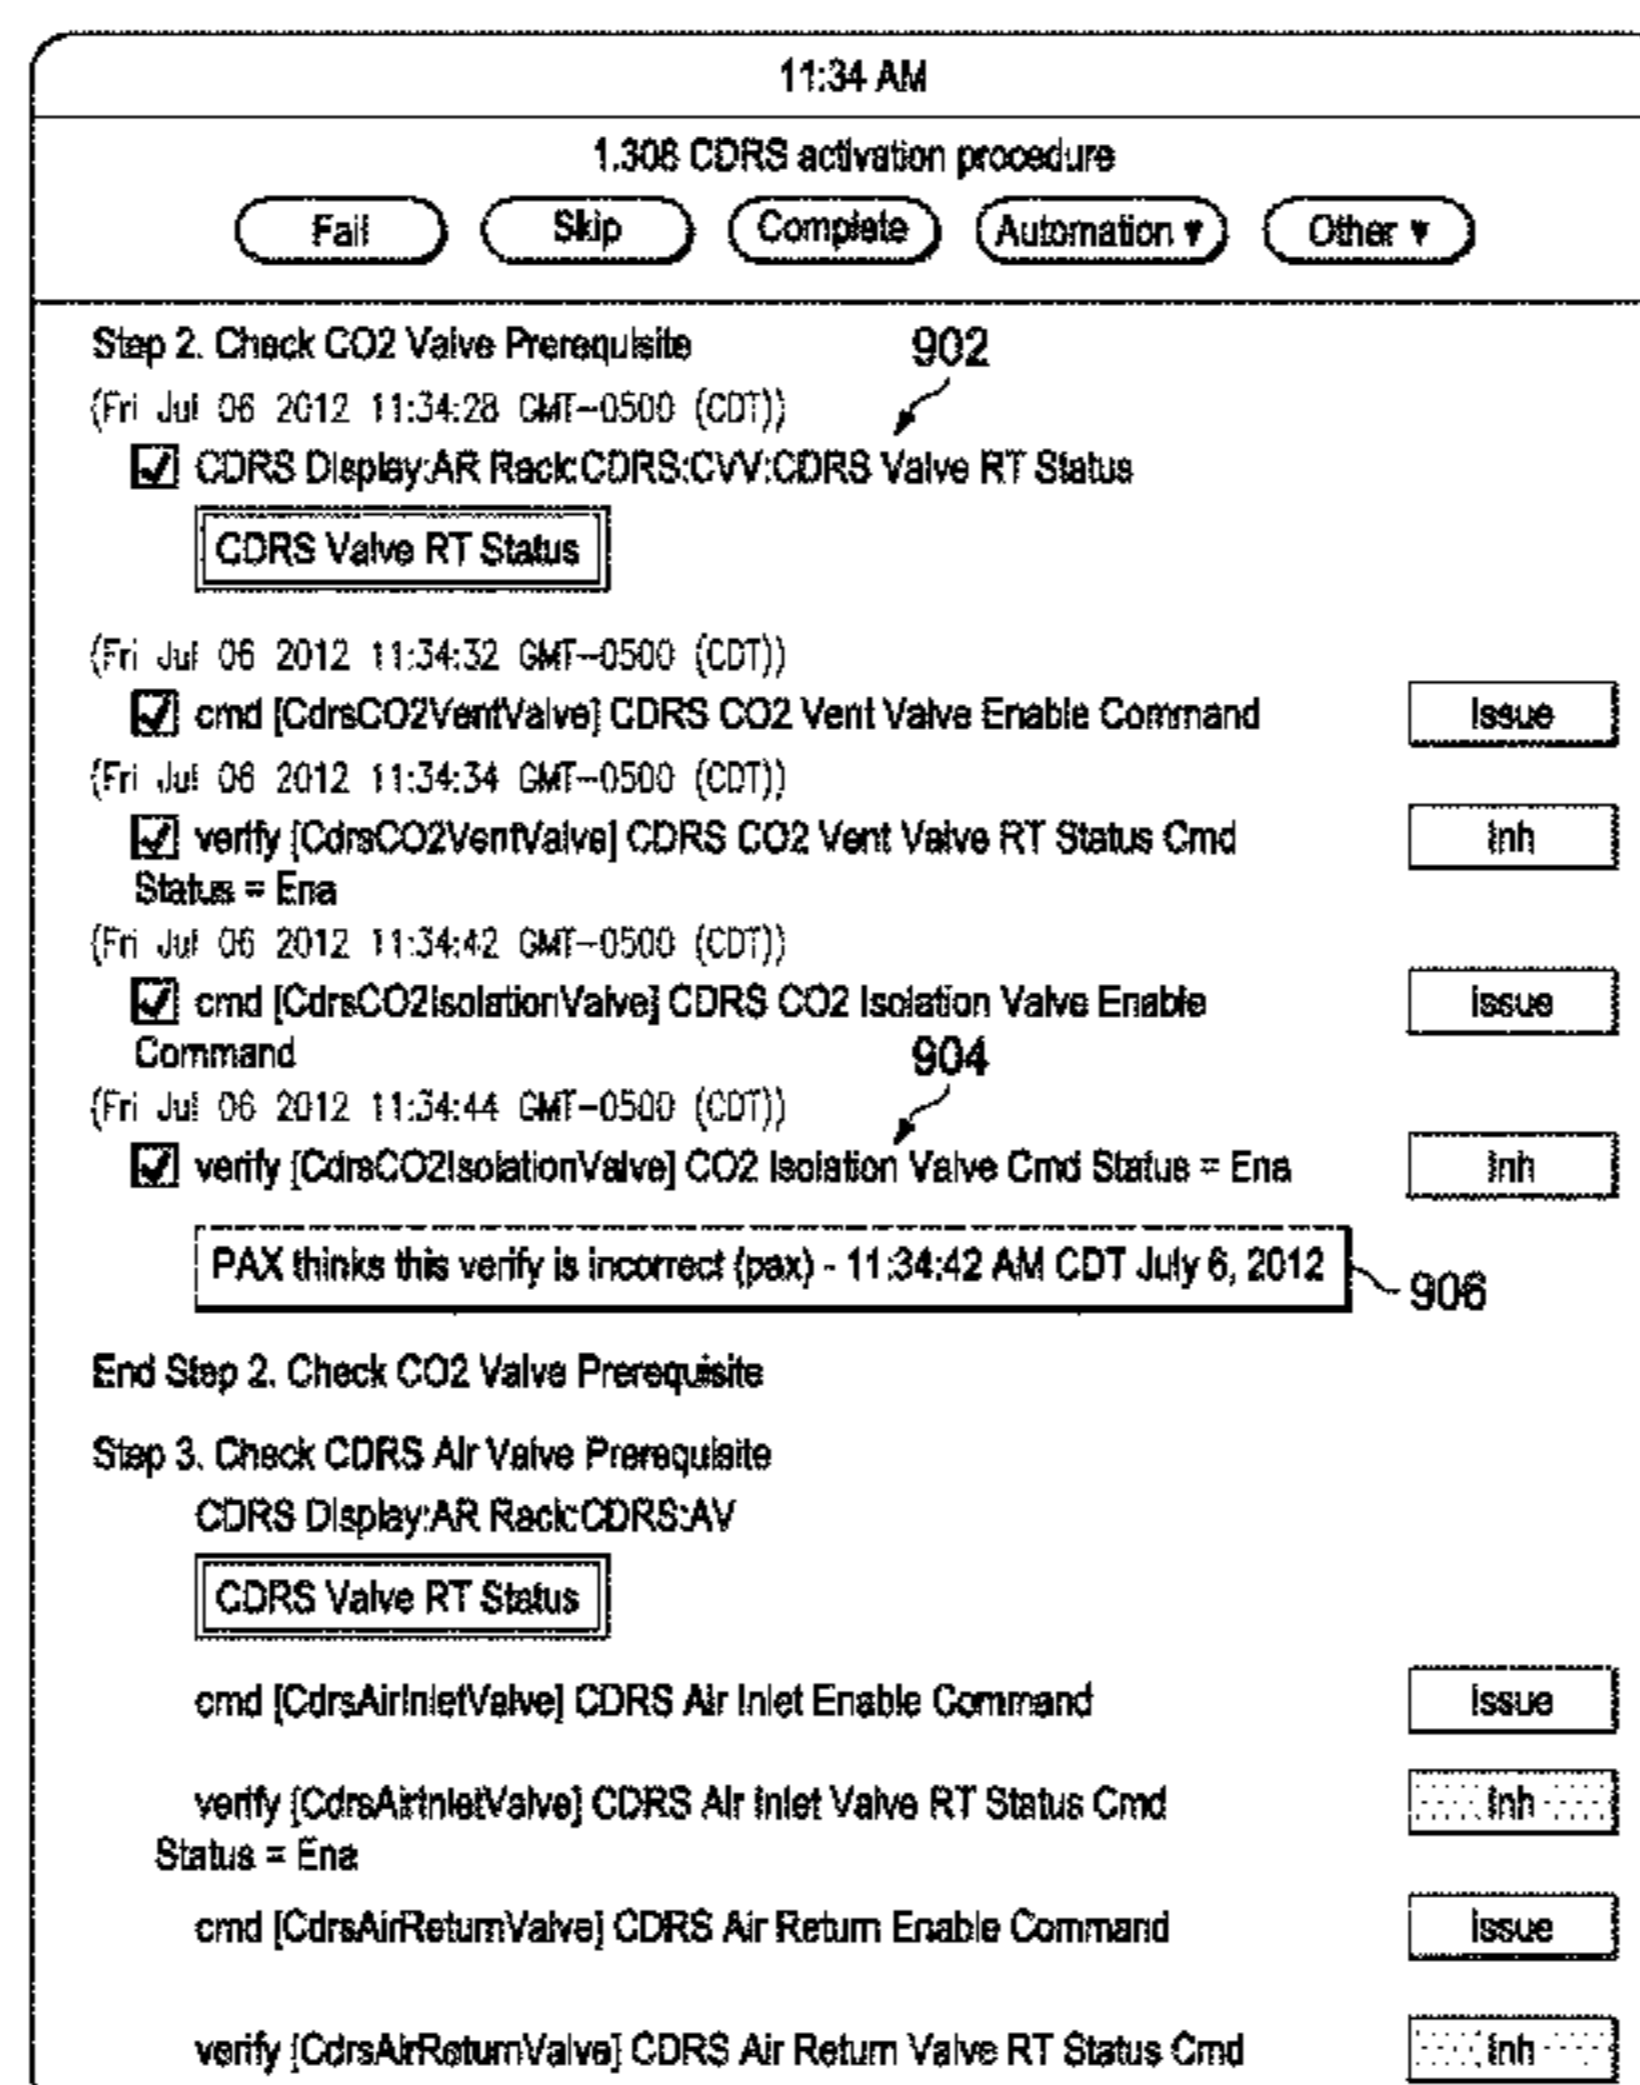 11:34 AM
1.308 CDRS activation procedure
Fail Skip Complete Automation ▼ Other ▼
Step 2. Check CO2 Valve Prerequisite
902
(Fri Jul 06 2012 11:34:28 GMT-0500 (CDT))
CDRS Display:AR Rack:CDRS:CVV:CDRS Valve RT Status
CDRS Valve RT Status
(Fri Jul 06 2012 11:34:32 GMT-0500 (CDT))
cmd [CdrsCO2VentValve] CDRS CO2 Vent Valve Enable Command Issue
(Fri Jul 06 2012 11:34:34 GMT-0500 (CDT))
verify [CdrsCO2VentValve] CDRS CO2 Vent Valve RT Status Cmd Inh
Status = Ena
(Fri Jul 06 2012 11:34:42 GMT-0500 (CDT))
cmd [CdrsCO2IsolationValve] CDRS CO2 Isolation Valve Enable Issue
Command
904
(Fri Jul 06 2012 11:34:44 GMT-0500 (CDT))
verify [CdrsCO2IsolationValve] CO2 Isolation Valve Cmd Status = Ena Inh
PAX thinks this verify is incorrect (pax) - 11:34:42 AM CDT July 6, 2012
906
End Step 2. Check CO2 Valve Prerequisite
Step 3. Check CDRS Air Valve Prerequisite
CDRS Display:AR Rack:CDRS:AV
CDRS Valve RT Status
cmd [CdrsAirInletValve] CDRS Air Inlet Enable Command Issue
verify [CdrsAirInletValve] CDRS Air Inlet Valve RT Status Cmd Inh
Status = Ena
cmd [CdrsAirReturnValve] CDRS Air Return Enable Command Issue
verify [CdrsAirReturnValve] CDRS Air Return Valve RT Status Cmd Inh